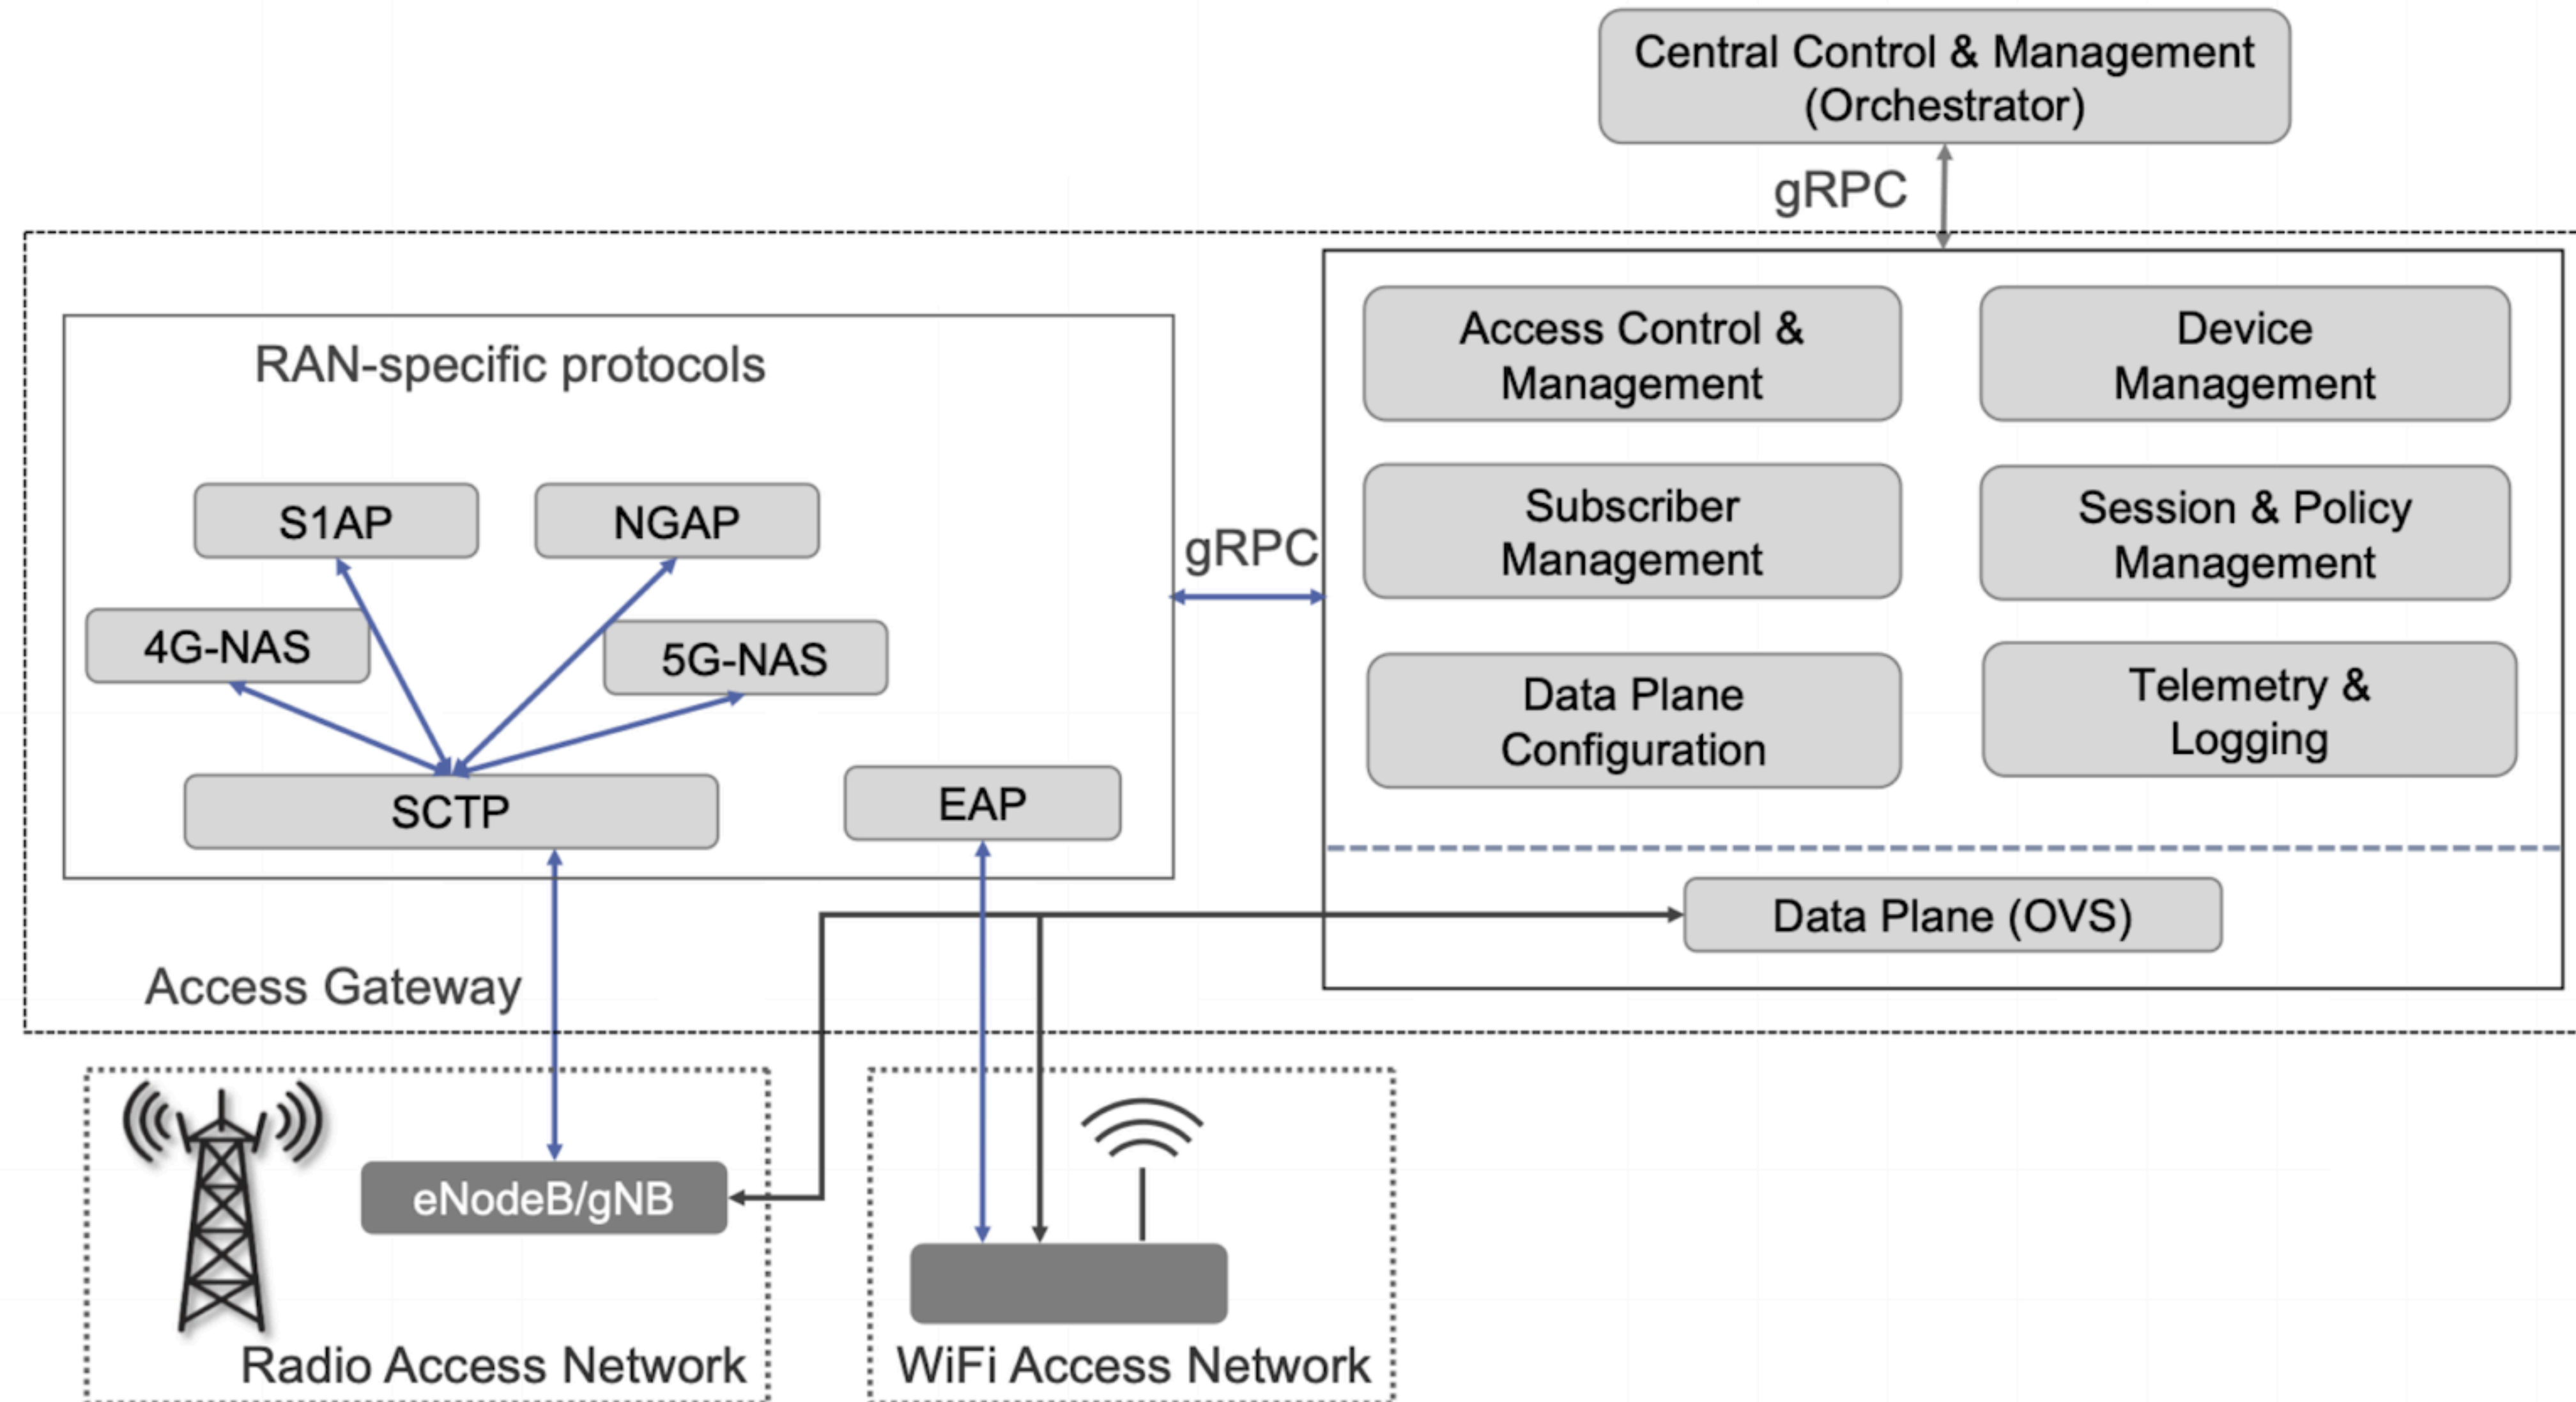 Central Control & Management
(Orchestrator)
gRPC
Access Control &
Management
Device
Management
RAN-specific protocols
S1AP
NGAP
gRPC
Subscriber
Management
Session & Policy
Management
4G-NAS
5G-NAS
Data Plane
Configuration
Telemetry &
Logging
SCTP
EAP
Data Plane (OVS)
Access Gateway
eNodeB/gNB
Radio Access Network
WiFi Access Network